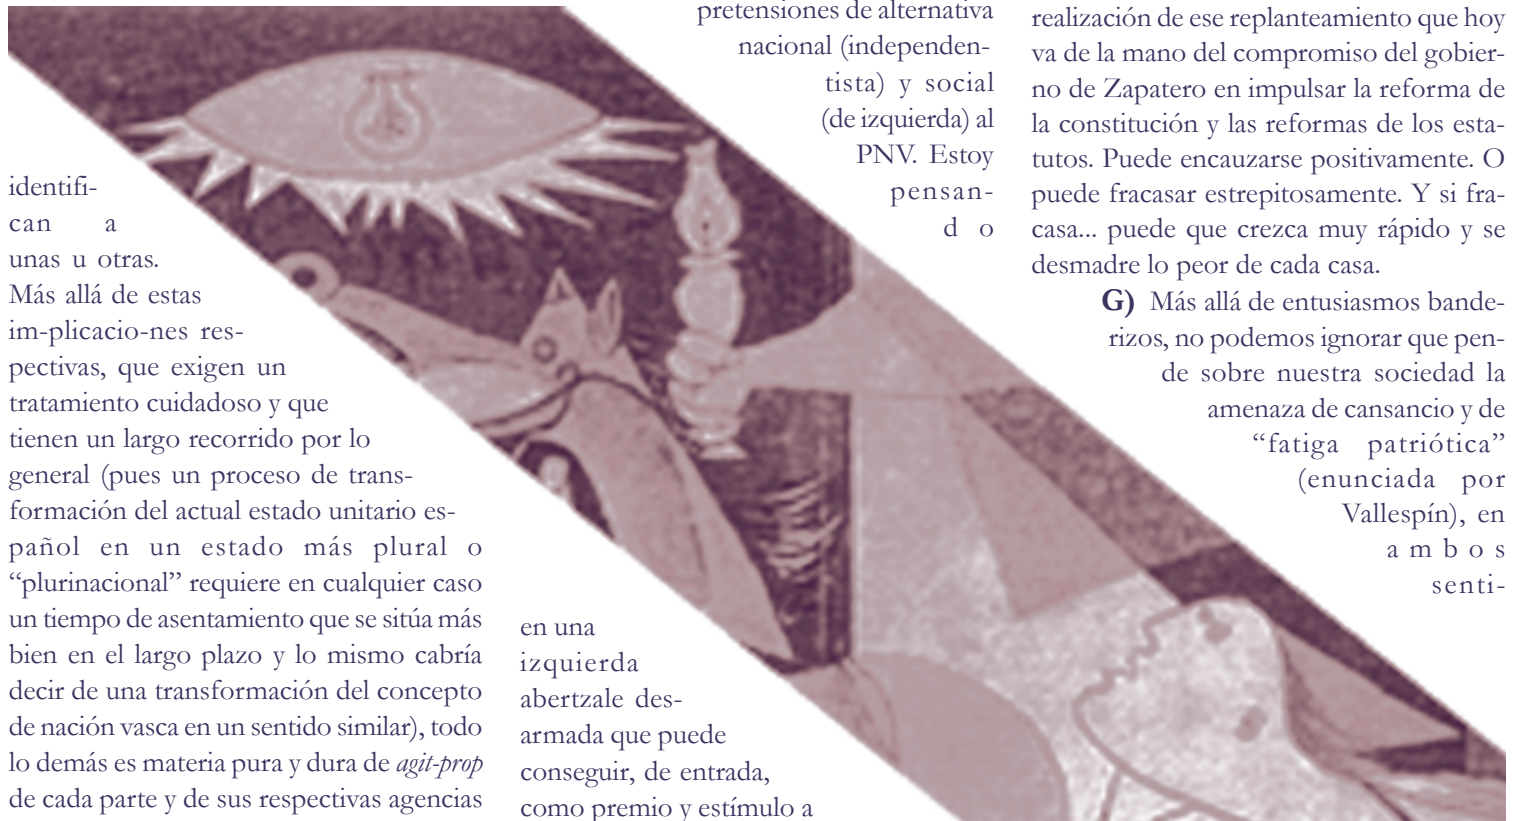 identifi-
can a
unas u otras.
Más allá de estas
im-plicacio-nes res-
pectivas, que exigen un
tratamiento cuidadoso y que
tienen un largo recorrido por lo
general (pues un proceso de trans-
formación del actual estado unitario es-
pañol en un estado más plural o
“plurinacional” requiere en cualquier caso
un tiempo de asentamiento que se sitúa más
bien en el largo plazo y lo mismo cabría
decir de una transformación del concepto
de nación vasca en un sentido similar), todo
lo demás es materia pura y dura de agit-prop
de cada parte y de sus respectivas agencias
pretensiones de alternativa
nacional (independen-
tista) y social
(de izquierda) al
PNV. Estoy
pensan-
d o
en una
izquierda
abertzale des-
armada que puede
conseguir, de entrada,
como premio y estímulo a
realización de ese replanteamiento que hoy
va de la mano del compromiso del gobier-
no de Zapatero en impulsar la reforma de
la constitución y las reformas de los esta-
tutos. Puede encauzarse positivamente. O
puede fracasar estrepitosamente. Y si fra-
casa... puede que crezca muy rápido y se
desmadre lo peor de cada casa.
G) Más allá de entusiasmos bande-
rizos, no podemos ignorar que pen-
de sobre nuestra sociedad la
amenaza de cansancio y de
“fatiga patriótica”
(enunciada por
Vallespín), en
a m b o s
senti-